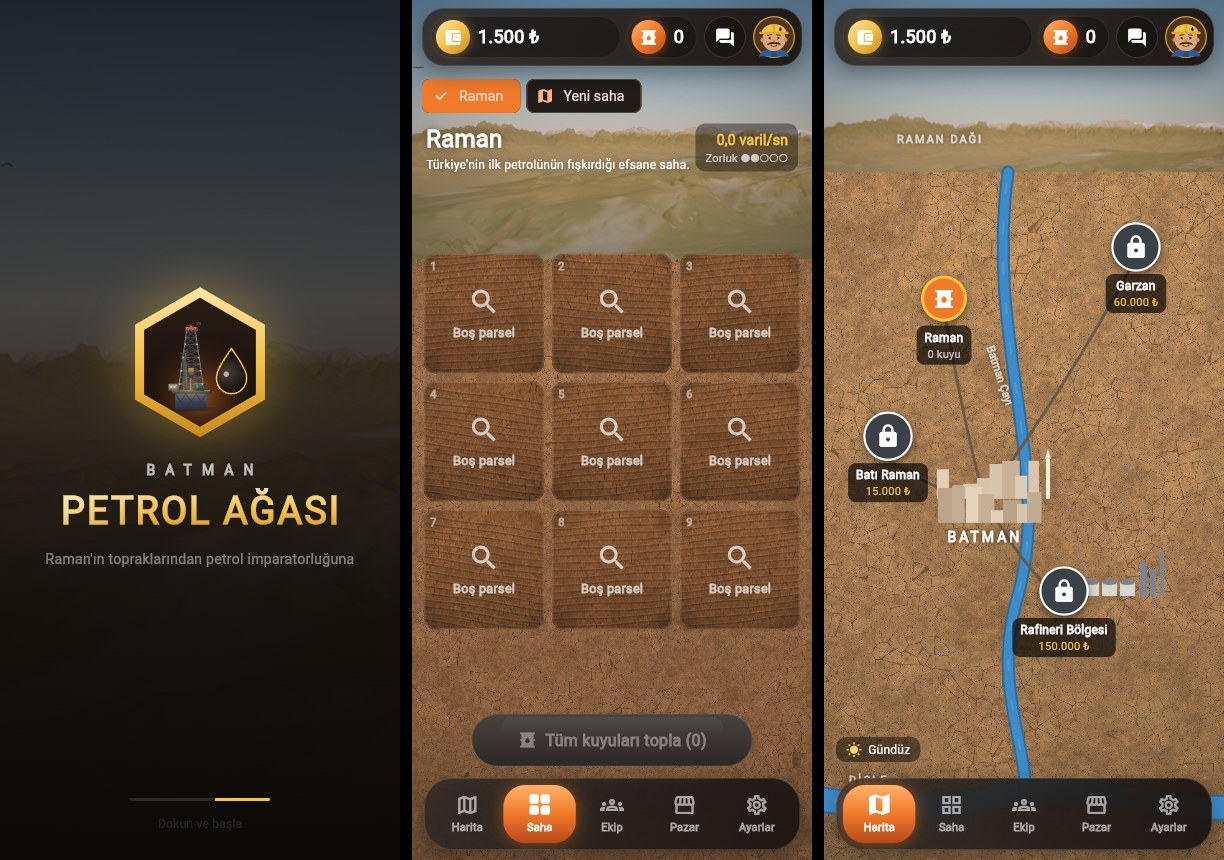 BATMAN
PETROL AĞASI
Raman'ın topraklarından petrol imparatorluğuna
Dokun ve başla
1.500 ₺
0
Raman
Yeni saha
Raman
Türkiye'nin ilk petrolünün fışkırdığı efsane saha.
0,0 varil/sn
Zorluk
1
Boş parsel
2
Boş parsel
3
Boş parsel
4
Boş parsel
5
Boş parsel
6
Boş parsel
7
Boş parsel
8
Boş parsel
9
Boş parsel
Tüm kuyuları topla (0)
Harita
Saha
Ekip
Pazar
Ayarlar
1.500 ₺
0
RAMAN DAĞI
Garzan
60.000 ₺
Raman
0 kuyu
Batman Çayı
Batı Raman
15.000 ₺
BATMAN
Rafineri Bölgesi
150.000 ₺
Gündüz
DİCLE
Harita
Saha
Ekip
Pazar
Ayarlar